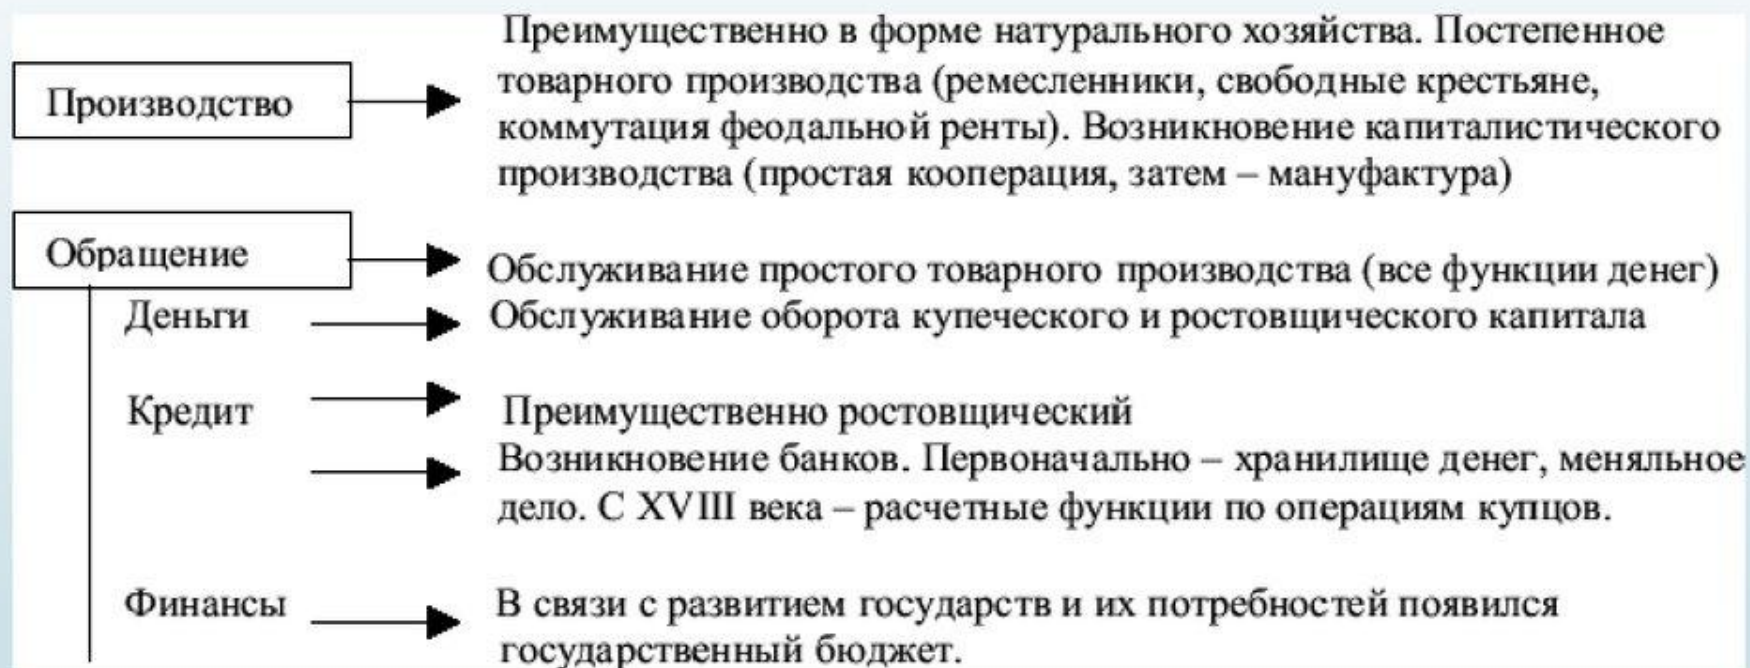 Преимущественно в форме натурального хозяйства. Постепенное
Производство
товарного производства (ремесленники, свободные крестьяне,
коммутация феодальной ренты). Возникновение капиталистического
производства (простая кооперация, затем – мануфактура)
Обращение
Обслуживание простого товарного производства (все функции денег)
Деньги
Обслуживание оборота купеческого и ростовщического капитала
Кредит
Преимущественно ростовщический
Возникновение банков. Первоначально – хранилище денег, меняльное
дело. С XVIII века – расчетные функции по операциям купцов.
Финансы
В связи с развитием государств и их потребностей появился
государственный бюджет.